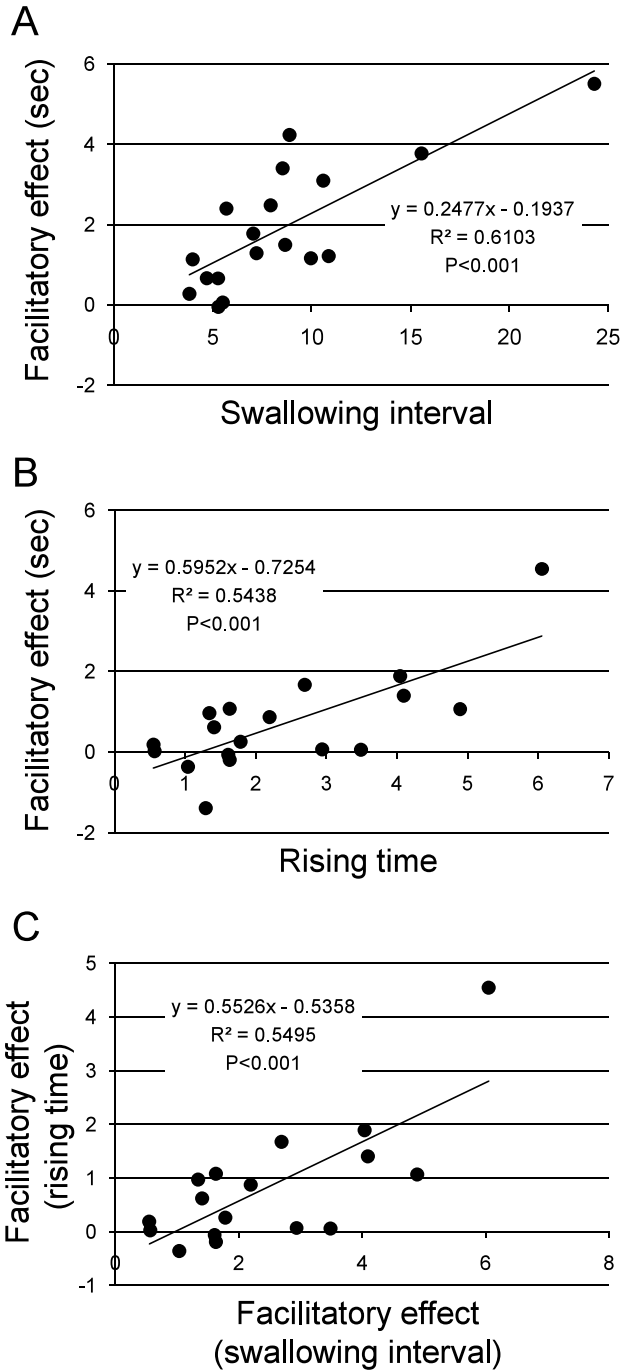 A
Facilitatory effect (sec)
6
4
2
0
-2
y = 0.2477x - 0.1937
R² = 0.6103
P<0.001
0 5 10 15 20 25
Swallowing interval
B
Facilitatory effect (sec)
6
4
2
0
-2
y = 0.5952x - 0.7254
R² = 0.5438
P<0.001
0 1 2 3 4 5 6 7
Rising time
C
Facilitatory effect
(rising time)
5
4
3
2
1
0
-1
y = 0.5526x - 0.5358
R² = 0.5495
P<0.001
0 2 4 6 8
Facilitatory effect
(swallowing interval)